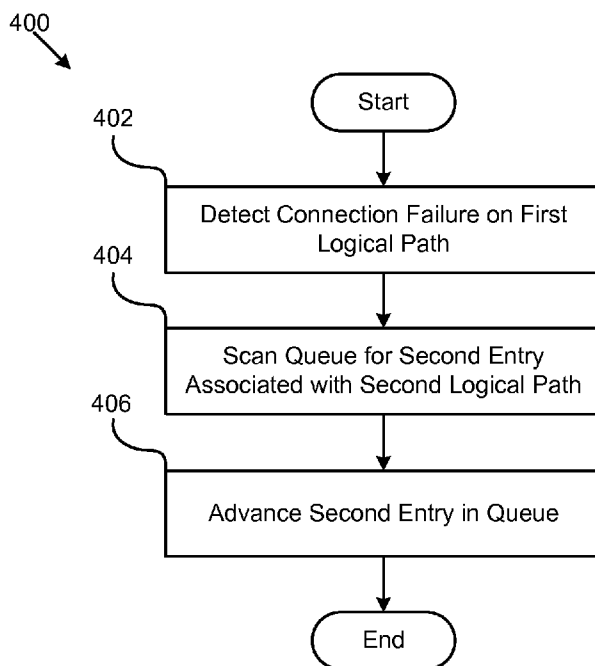 400
Start
402
Detect Connection Failure on First
Logical Path
404
Scan Queue for Second Entry
Associated with Second Logical Path
406
Advance Second Entry in Queue
End